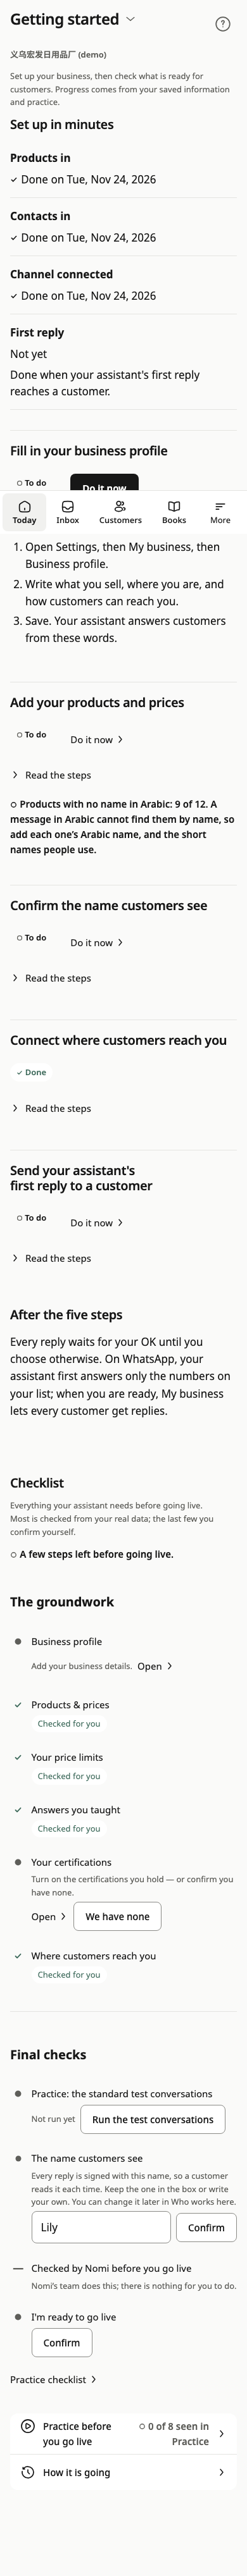 Getting started
义乌宏发日用品厂 (demo)
Set up your business, then check what is ready for
customers. Progress comes from your saved information
and practice.
Set up in minutes
Products in
Done on Tue, Nov 24, 2026
Contacts in
Done on Tue, Nov 24, 2026
Channel connected
Done on Tue, Nov 24, 2026
First reply
Not yet
Done when your assistant's first reply
reaches a customer.
Fill in your business profile
To do
Do it now
Today
Inbox
Customers
Books
More
1. Open Settings, then My business, then
Business profile.
2. Write what you sell, where you are, and
how customers can reach you.
3. Save. Your assistant answers customers
from these words.
Add your products and prices
To do
Do it now
Read the steps
Products with no name in Arabic: 9 of 12. A
message in Arabic cannot find them by name, so
add each one's Arabic name, and the short
names people use.
Confirm the name customers see
To do
Do it now
Read the steps
Connect where customers reach you
Done
Read the steps
Send your assistant's
first reply to a customer
To do
Do it now
Read the steps
After the five steps
Every reply waits for your OK until you
choose otherwise. On WhatsApp, your
assistant first answers only the numbers on
your list; when you are ready, My business
lets every customer get replies.
Checklist
Everything your assistant needs before going live.
Most is checked from your real data; the last few you
confirm yourself.
A few steps left before going live.
The groundwork
Business profile
Add your business details. Open
Products & prices
Checked for you
Your price limits
Checked for you
Answers you taught
Checked for you
Your certifications
Turn on the certifications you hold — or confirm you
have none.
Open
We have none
Where customers reach you
Checked for you
Final checks
Practice: the standard test conversations
Not run yet
Run the test conversations
The name customers see
Every reply is signed with this name, so a customer
reads it each time. Keep the one in the box or write
your own. You can change it later in Who works here.
Lily
Confirm
Checked by Nomi before you go live
Nomi's team does this; there is nothing for you to do.
I'm ready to go live
Confirm
Practice checklist
Practice before
you go live
0 of 8 seen in
Practice
How it is going